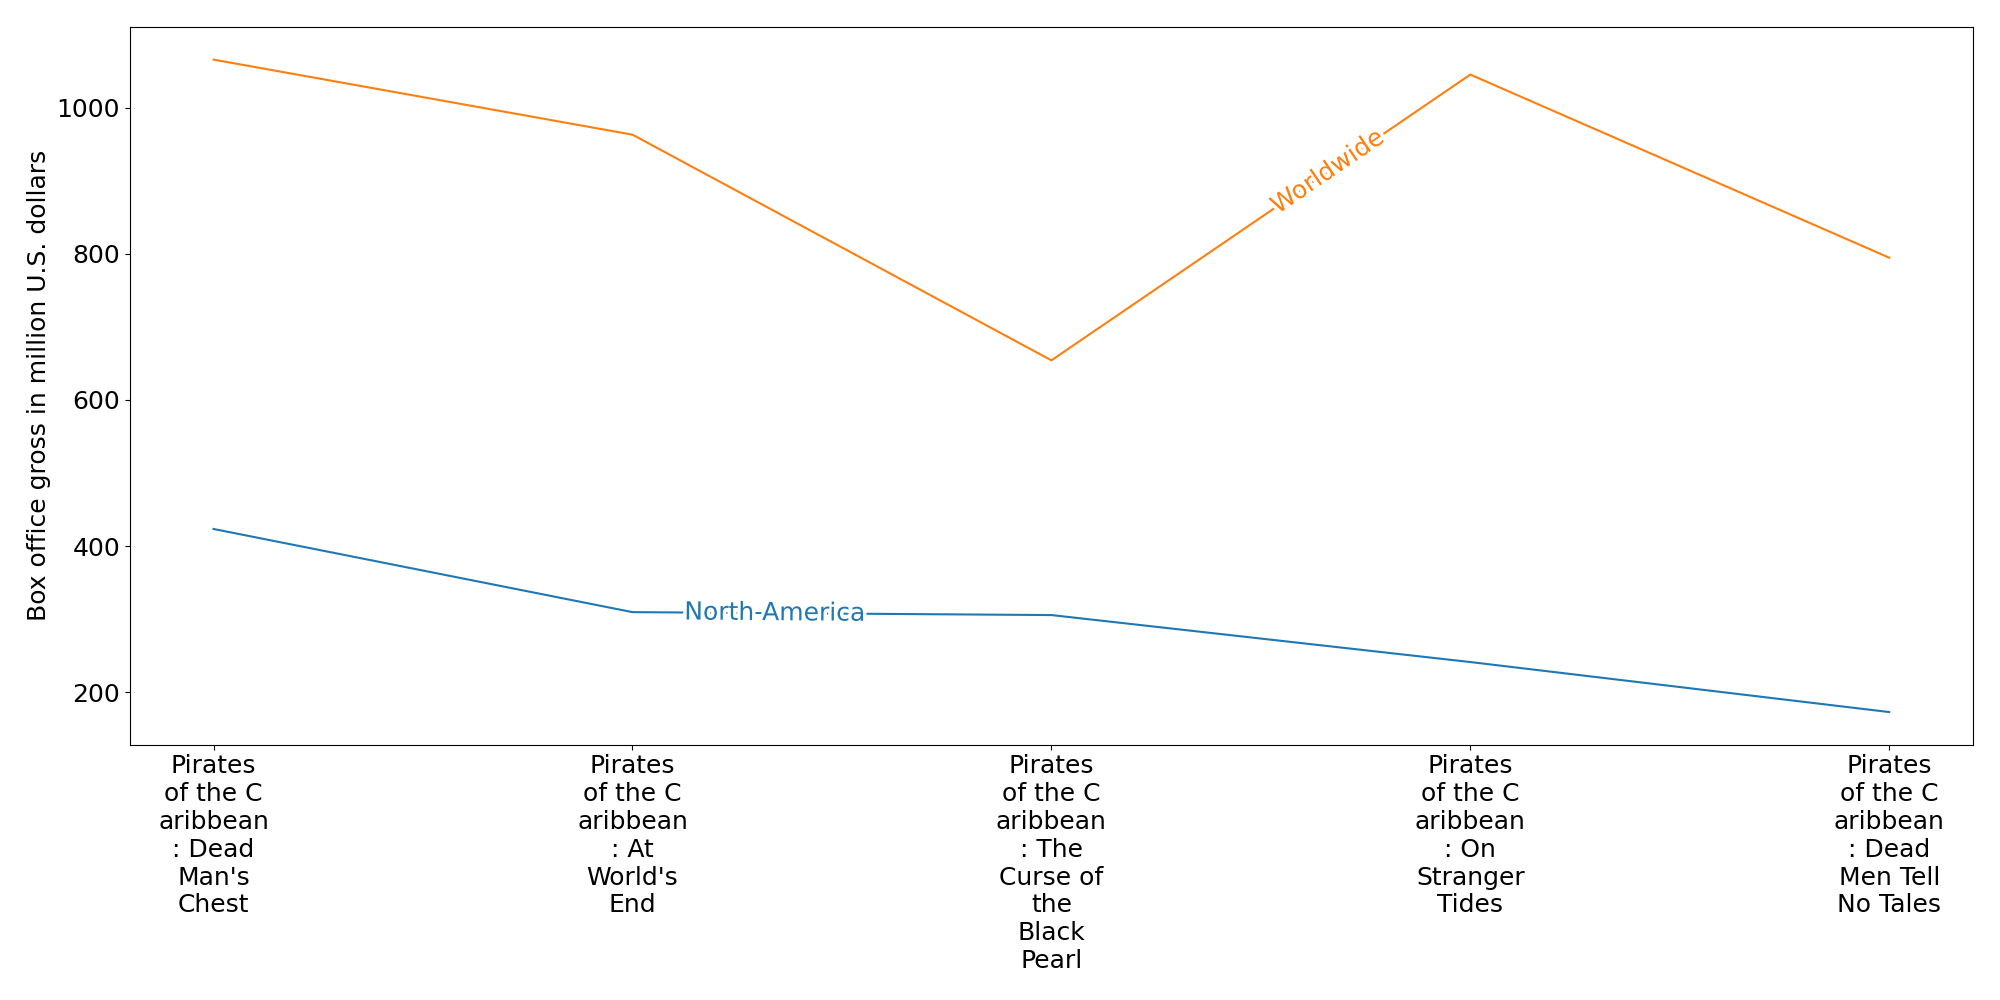 Box office gross in million U.S. dollars
1000
800
600
400
200
Worldwide
North-America
Pirates
of the C
aribbean
: Dead
Man's
Chest
Pirates
of the C
aribbean
: At
World's
End
Pirates
of the C
aribbean
: The
Curse of
the
Black
Pearl
Pirates
of the C
aribbean
: On
Stranger
Tides
Pirates
of the C
aribbean
: Dead
Men Tell
No Tales